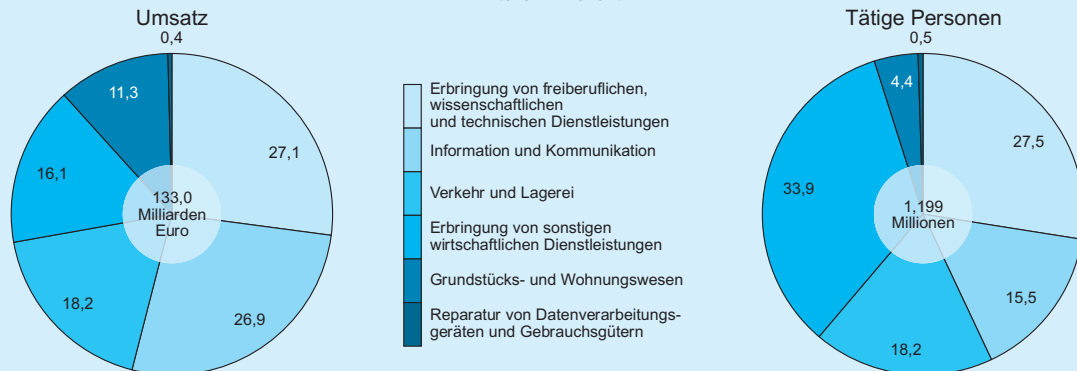 Umsatz
0,4
11,3
27,1
16,1
133,0
Milliarden
Euro
18,2
26,9
Erbringung von freiberuflichen,
wissenschaftlichen
und technischen Dienstleistungen
Information und Kommunikation
Verkehr und Lagerei
Erbringung von sonstigen
wirtschaftlichen Dienstleistungen
Grundstücks- und Wohnungswesen
Reparatur von Datenverarbeitungs-
geräten und Gebrauchsgütern
Tätige Personen
0,5
4,4
27,5
33,9
1,199
Millionen
15,5
18,2